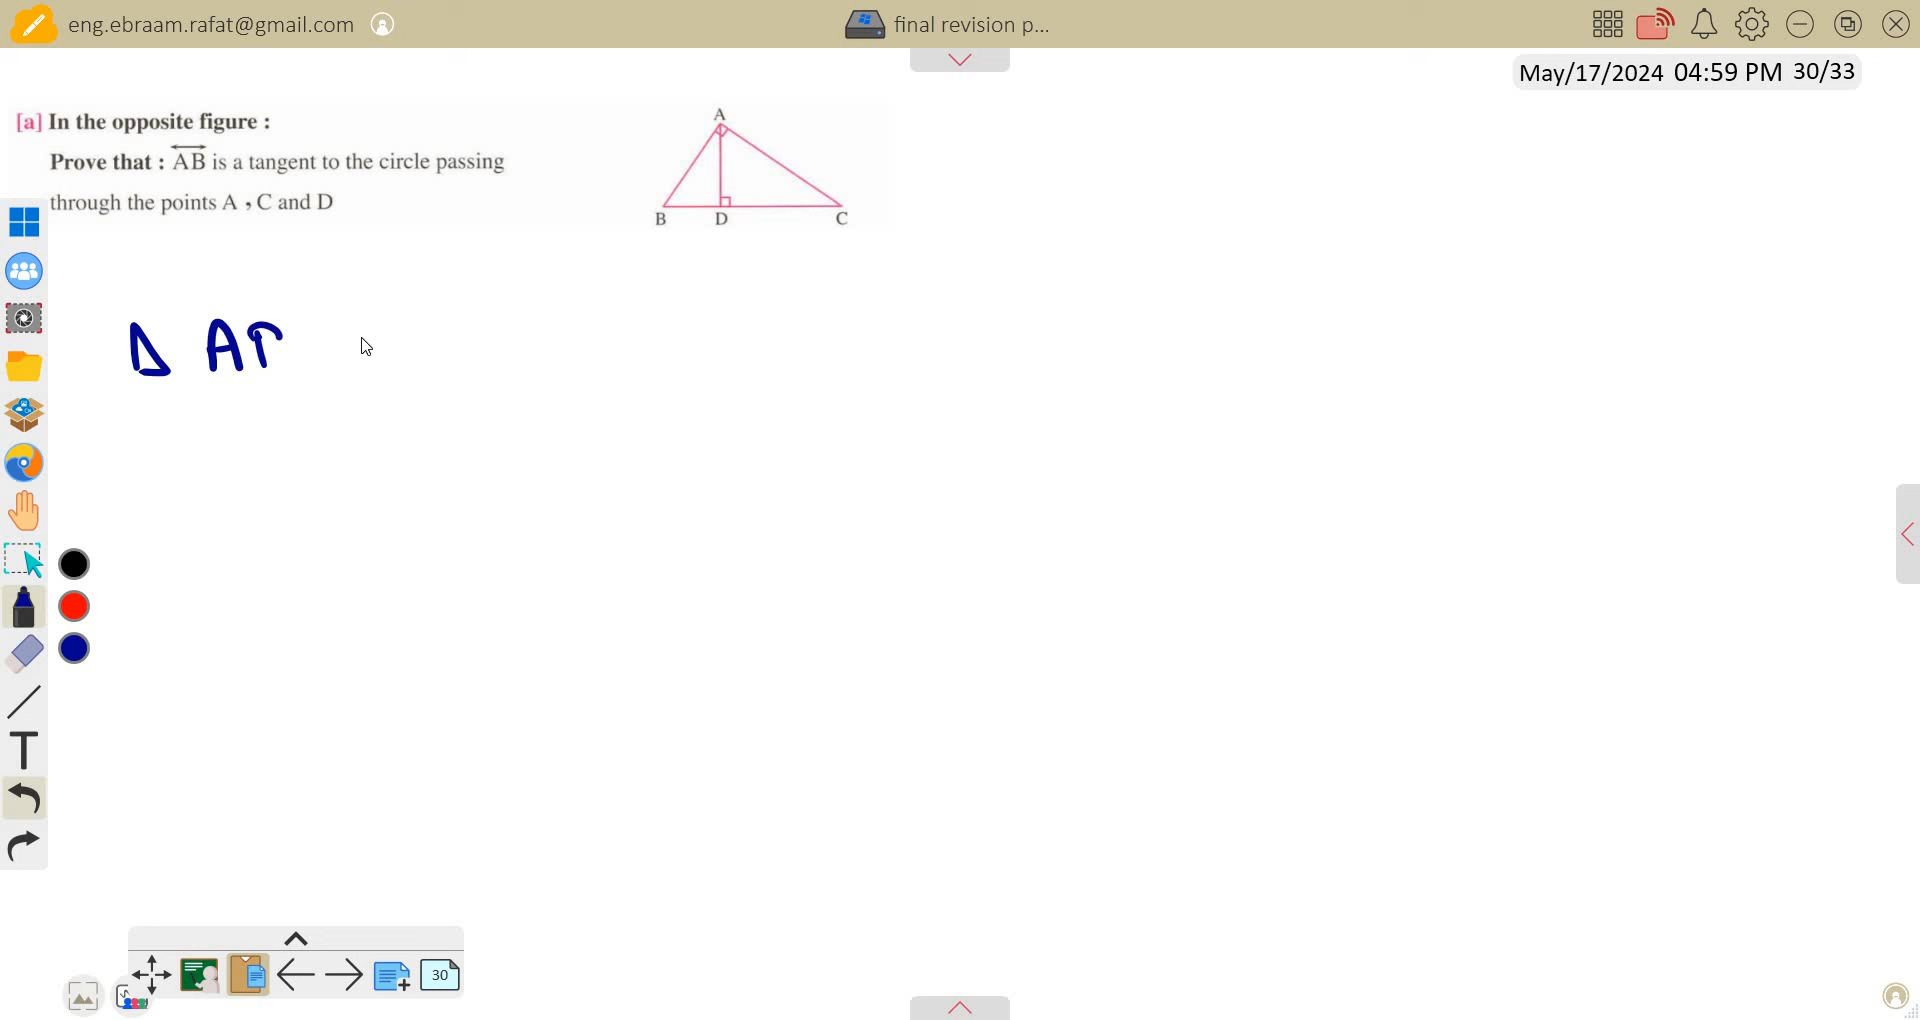 eng.ebraam.rafat@gmail.com
final revision p...
May/17/2024 04:59 PM 30/33
[a] In the opposite figure :
Prove that : AB is a tangent to the circle passing
through the points A , C and D
A
B D C
Δ A
T
30